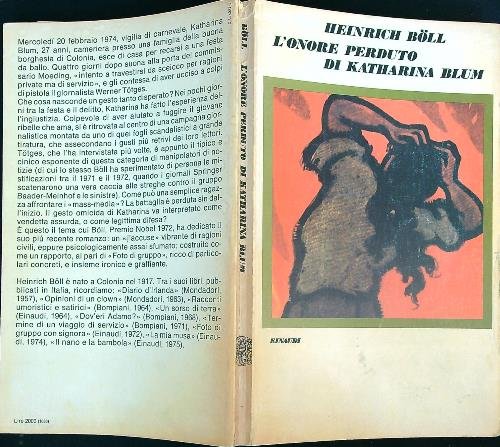 Mercoledì 20 febbraio 1974, vigilia di carnevale, Katharina
Blum, 27 anni, cameriera presso una famiglia della buona
borghesia di Colonia, esce di casa per recarsi a una festa
da ballo. Quattro giorni dopo suona alla porta del commis-
sario Moeding, «intento a travestirsi da sceicco per ragioni
private ma di servizio», e gli confessa di aver ucciso a colpi
di pistola il giornalista Werner Tötges.
Che cosa nasconde un gesto tanto disperato? Nei pochi gior-
ni tra la festa e il delitto, Katharina ha fatto l'esperienza del-
l'ingiustizia. Colpevole di aver aiutato a fuggire il giovane
ribelle che ama, si è ritrovata al centro di una campagna gior-
nalistica montata da uno di quei fogli scandalistici a grande
tiratura, che assecondano i gusti più retrivi dei loro lettori.
Tötges, che l'ha intervistata più volte, è appunto il tipico e
cinico esponente di questa categoria di manipolatori di no-
tizie (di cui lo stesso Böll ha sperimentato di persona le mi-
stificazioni tra il 1971 e il 1972, quando i giornali Springer
scatenarono una vera caccia alle streghe contro il gruppo
Baader-Meinhof e le sinistre). Come può una semplice ragaz-
za affrontare i «mass-media»? La battaglia è perduta sin dal-
l'inizio. Il gesto omicida di Katharina va interpretato come
vendetta assurda, o come legittima difesa?
È questo il tema cui Böll, Premio Nobel 1972, ha dedicato il
suo più recente romanzo: un «j'accuse» vibrante di ragioni
civili, eppure psicologicamente assai sfumato; costruito co-
me un rapporto, al pari di «Foto di gruppo», ricco di partico-
lari concreti, e insieme ironico e graffiante.
Heinrich Böll è nato a Colonia nel 1917. Tra i suoi libri, pub-
blicati in Italia, ricordiamo: «Diario d'Irlanda» (Mondadori,
1957), «Opinioni di un clown» (Mondadori, 1963), «Racconti
umoristici e satirici» (Bompiani, 1964), «Un sorso di terra»
(Einaudi, 1964), «Dov'eri Adamo?» (Bompiani, 1968), «Ter-
mine di un viaggio di servizio» (Bompiani, 1971), «Foto di
gruppo con signora» (Einaudi 1972), «La mia musa» (Einau-
di, 1974), «Il nano e la bambola» (Einaudi, 1975).
Lire 2000
BÖLL L'ONORE PERDUTO DI KATHARINA BLUM
HEINRICH BÖLL
L'ONORE PERDUTO
DI KATHARINA BLUM
EINAUDI